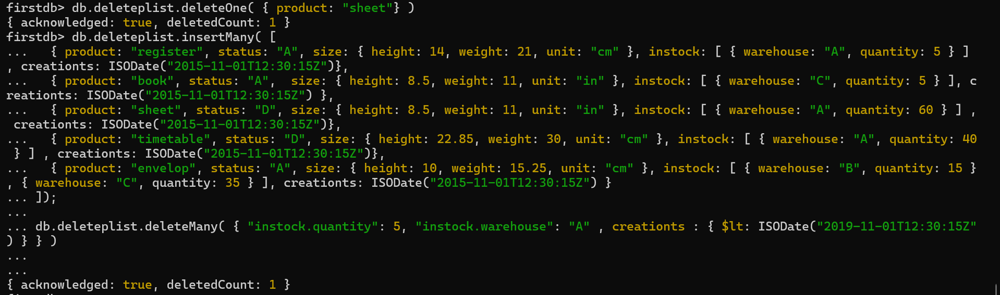 firstdb> db.deleteplist.deleteOne( { product: "sheet"} )
{ acknowledged: true, deletedCount: 1 }
firstdb> db.deleteplist.insertMany( [
...   { product: "register", status: "A", size: { height: 14, weight: 21, unit: "cm" }, instock: [ { warehouse: "A", quantity: 5 } ]
, creationts: ISODate("2015-11-01T12:30:15Z")},
...   { product: "book", status: "A",  size: { height: 8.5, weight: 11, unit: "in" }, instock: [ { warehouse: "C", quantity: 5 } ], c
reationts: ISODate("2015-11-01T12:30:15Z") },
...   { product: "sheet", status: "D", size: { height: 8.5, weight: 11, unit: "in" }, instock: [ { warehouse: "A", quantity: 60 } ] ,
 creationts: ISODate("2015-11-01T12:30:15Z")},
...   { product: "timetable", status: "D", size: { height: 22.85, weight: 30, unit: "cm" }, instock: [ { warehouse: "A", quantity: 40
 } ] , creationts: ISODate("2015-11-01T12:30:15Z")},
...   { product: "envelop", status: "A", size: { height: 10, weight: 15.25, unit: "cm" }, instock: [ { warehouse: "B", quantity: 15 }
, { warehouse: "C", quantity: 35 } ], creationts: ISODate("2015-11-01T12:30:15Z") }
... ]);
...
... db.deleteplist.deleteMany( { "instock.quantity": 5, "instock.warehouse": "A" , creationts : { $lt: ISODate("2019-11-01T12:30:15Z"
) } } )
...
...
{ acknowledged: true, deletedCount: 1 }